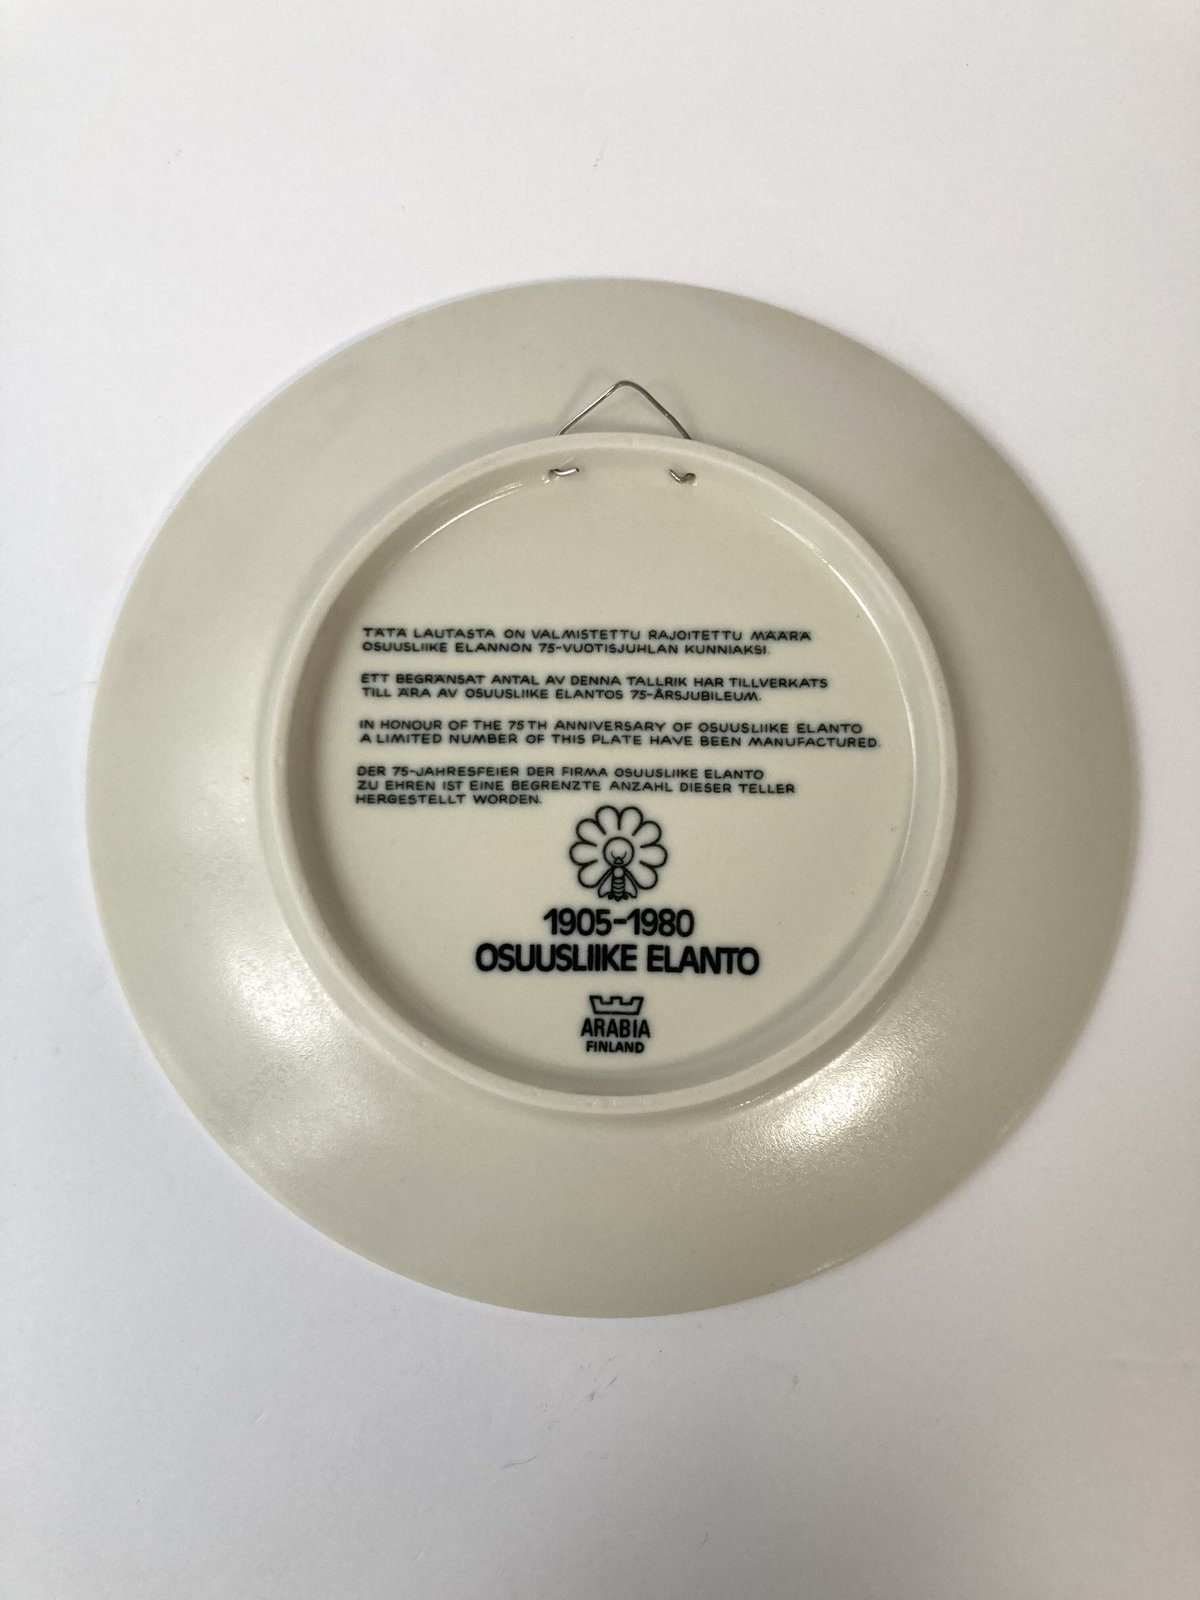 TÄTÄ LAUTASTA ON VALMISTETTU RAJOITETTU MÄÄRÄ
OSUUSLIIKE ELANNON 75-VUOTISJUHLAN KUNNIAKSI.
ETT BEGRÄNSAT ANTAL AV DENNA TALLRIK HAR TILLVERKATS
TILL ÄRA AV OSUUSLIIKE ELANTOS 75-ÅRSJUBILEUM.
IN HONOUR OF THE 75TH ANNIVERSARY OF OSUUSLIIKE ELANTO
A LIMITED NUMBER OF THIS PLATE HAVE BEEN MANUFACTURED.
DER 75-JAHRESFEIER DER FIRMA OSUUSLIIKE ELANTO
ZU EHREN IST EINE BEGRENZTE ANZAHL DIESER TELLER
HERGESTELLT WORDEN.
1905-1980
OSUUSLIIKE ELANTO
ARABIA
FINLAND